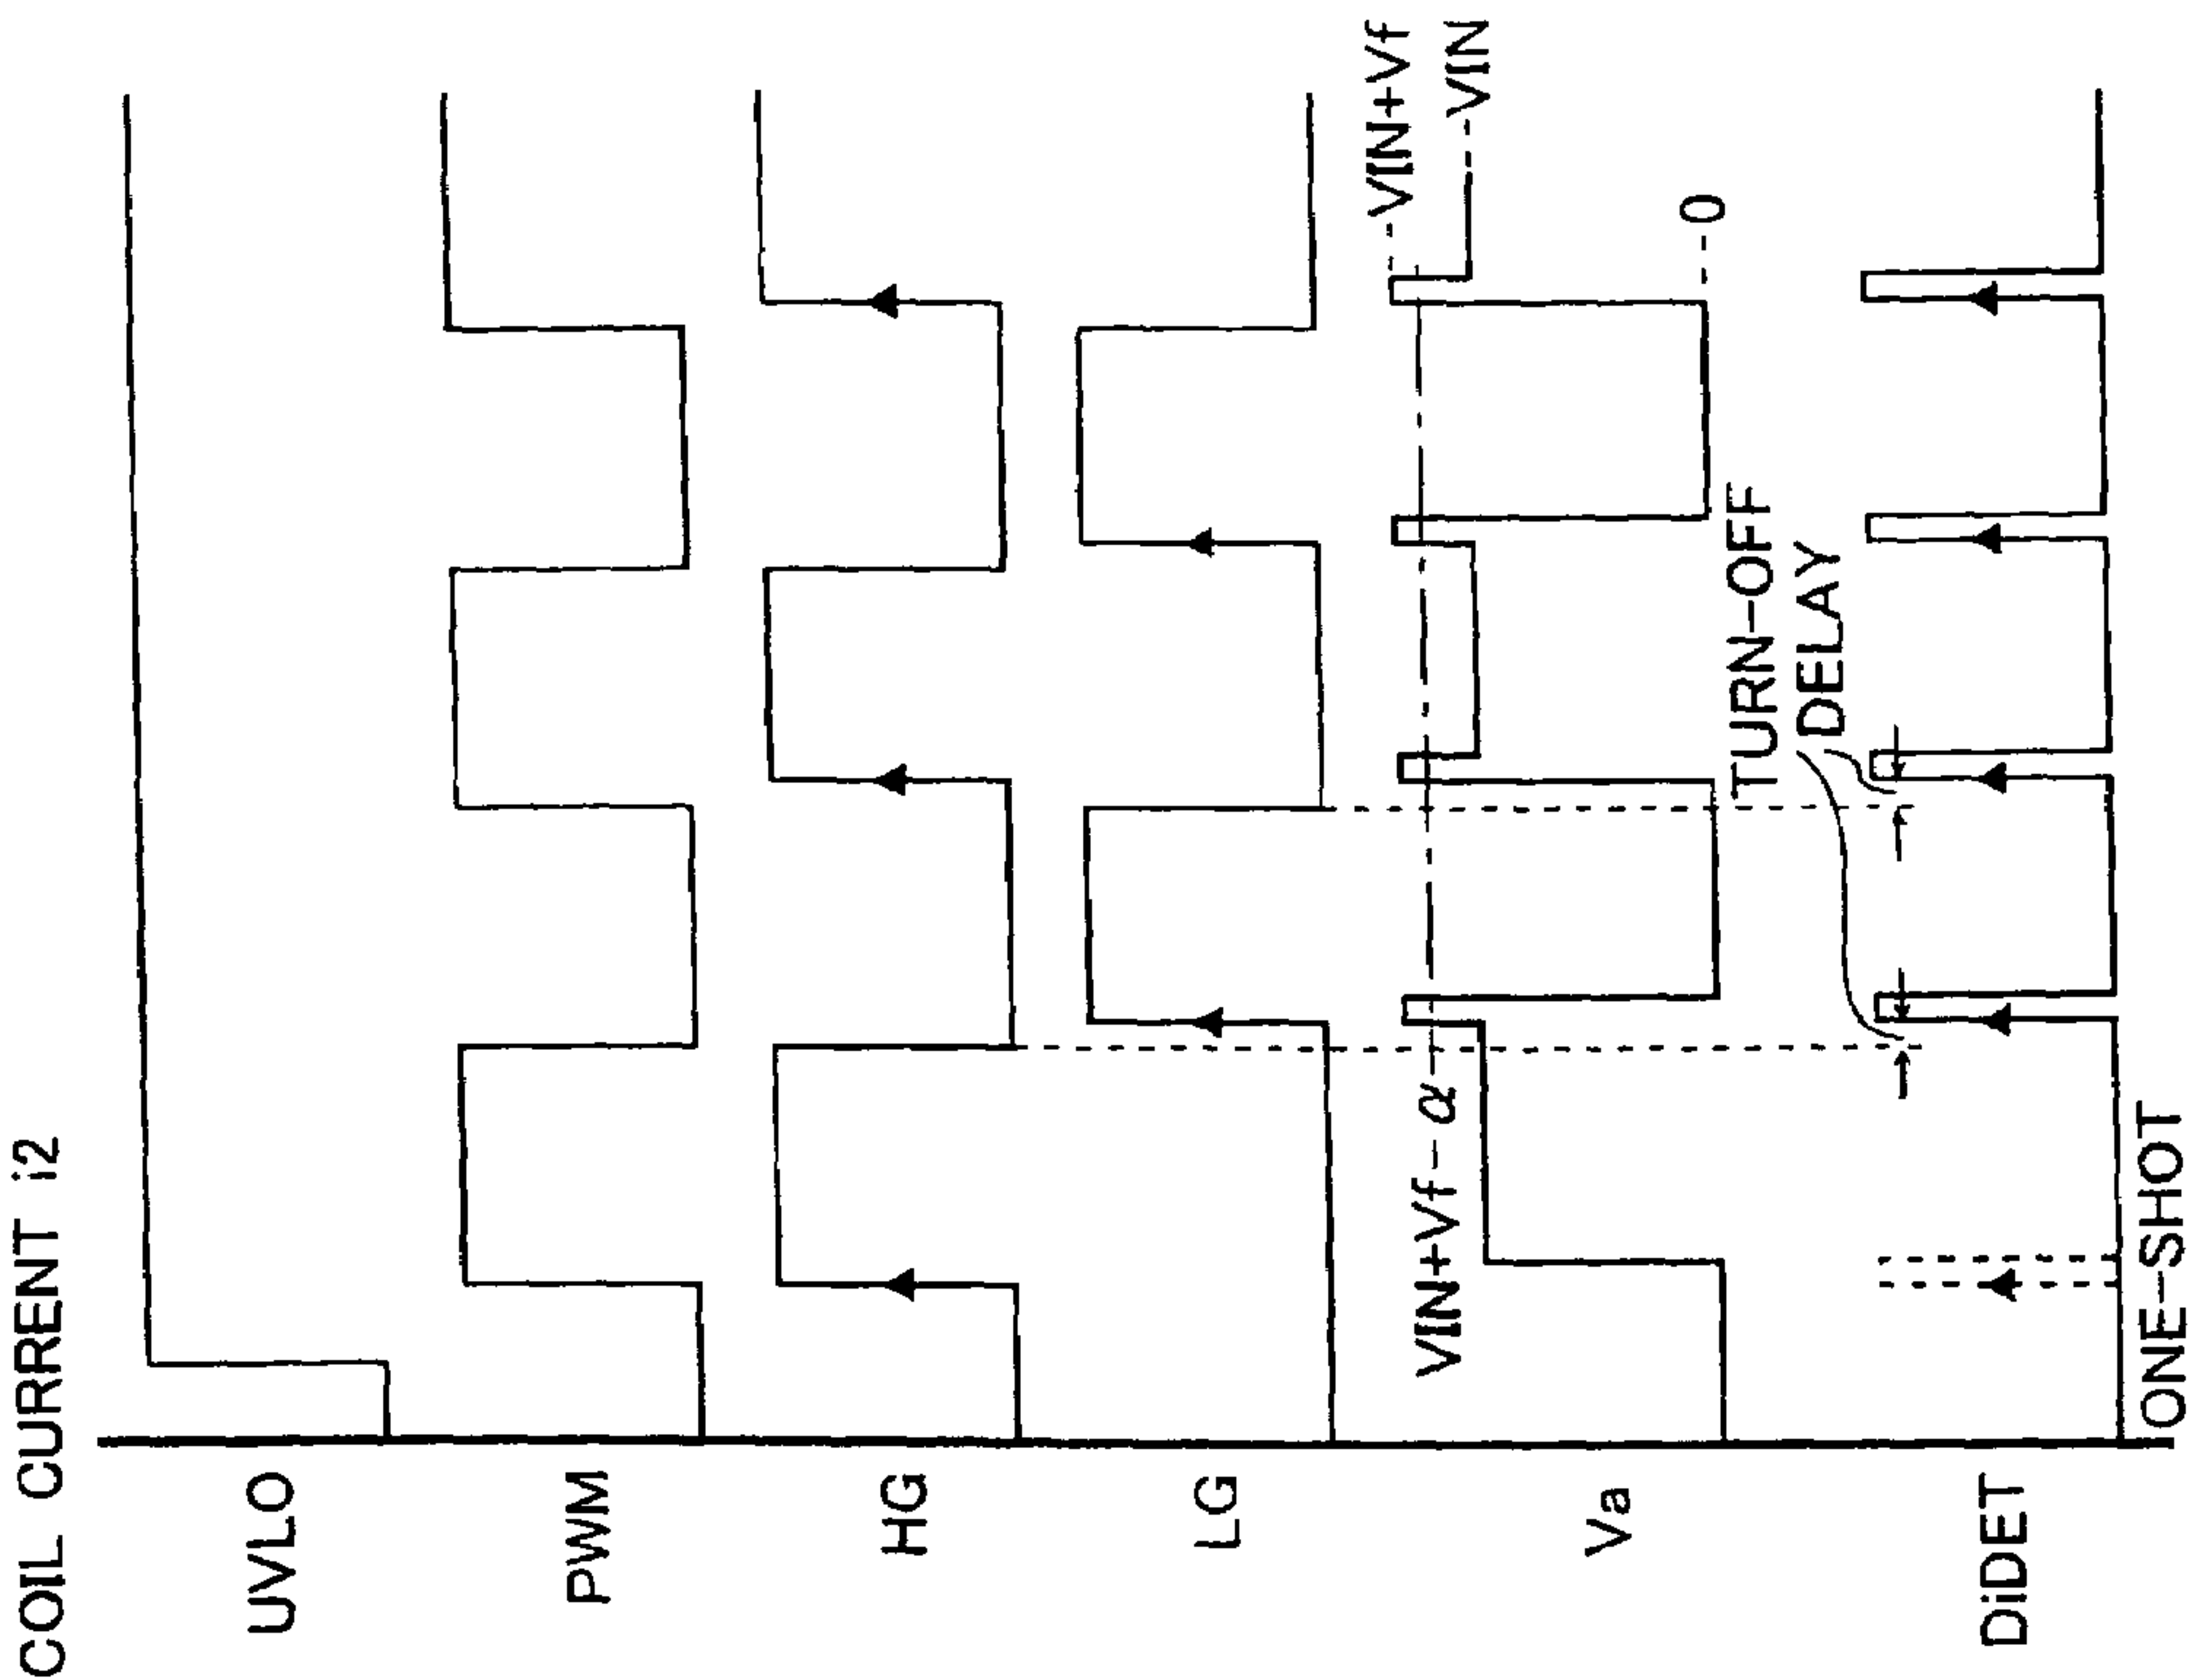 COIL CURRENT i2
UVLO
PWM
HG
LG
VIN+Vf
VIN
VIN+Vf-α
Va
0
TURN-OFF
DELAY
DiDET
ONE-SHOT